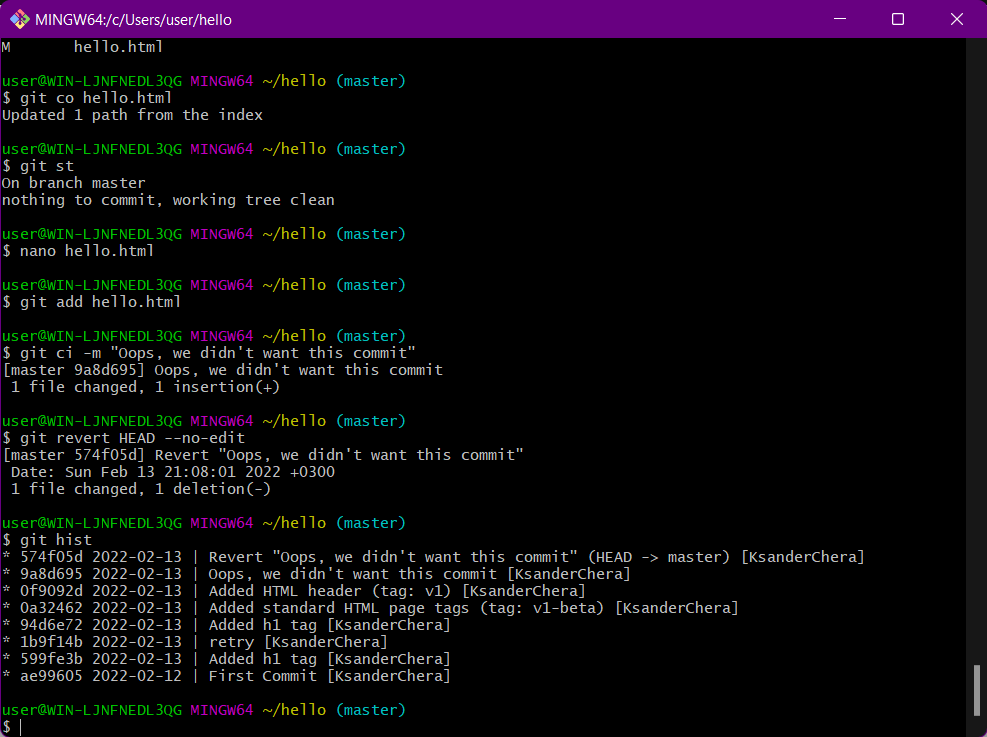 MINGW64:/c/Users/user/hello
M       hello.html
user@WIN-LJNFNEDL3QG MINGW64 ~/hello (master)
$ git co hello.html
Updated 1 path from the index
user@WIN-LJNFNEDL3QG MINGW64 ~/hello (master)
$ git st
On branch master
nothing to commit, working tree clean
user@WIN-LJNFNEDL3QG MINGW64 ~/hello (master)
$ nano hello.html
user@WIN-LJNFNEDL3QG MINGW64 ~/hello (master)
$ git add hello.html
user@WIN-LJNFNEDL3QG MINGW64 ~/hello (master)
$ git ci -m "Oops, we didn't want this commit"
[master 9a8d695] Oops, we didn't want this commit
 1 file changed, 1 insertion(+)
user@WIN-LJNFNEDL3QG MINGW64 ~/hello (master)
$ git revert HEAD --no-edit
[master 574f05d] Revert "Oops, we didn't want this commit"
 Date: Sun Feb 13 21:08:01 2022 +0300
 1 file changed, 1 deletion(-)
user@WIN-LJNFNEDL3QG MINGW64 ~/hello (master)
$ git hist
* 574f05d 2022-02-13 | Revert "Oops, we didn't want this commit" (HEAD -> master) [KsanderChera]
* 9a8d695 2022-02-13 | Oops, we didn't want this commit [KsanderChera]
* 0f9092d 2022-02-13 | Added HTML header (tag: v1) [KsanderChera]
* 0a32462 2022-02-13 | Added standard HTML page tags (tag: v1-beta) [KsanderChera]
* 94d6e72 2022-02-13 | Added h1 tag [KsanderChera]
* 1b9f14b 2022-02-13 | retry [KsanderChera]
* 599fe3b 2022-02-13 | Added h1 tag [KsanderChera]
* ae99605 2022-02-12 | First Commit [KsanderChera]
user@WIN-LJNFNEDL3QG MINGW64 ~/hello (master)
$